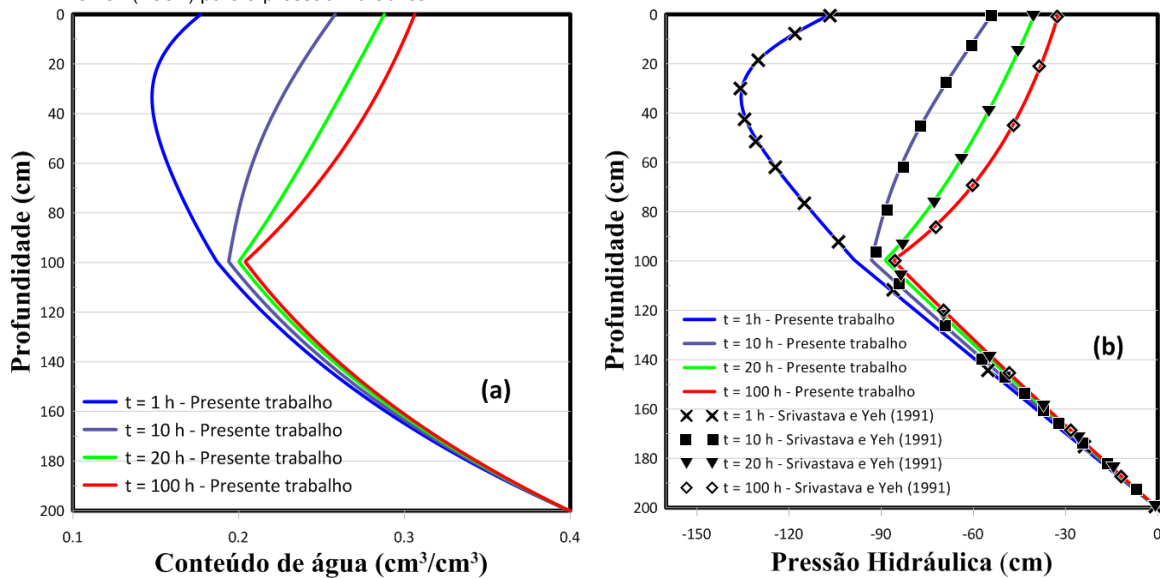 0
20
40
60
80
100
120
140
160
180
200
Profundidade (cm)
t = 1 h - Presente trabalho
t = 10 h - Presente trabalho
t = 20 h - Presente trabalho
t = 100 h - Presente trabalho
(a)
0.1
0.2
0.3
0.4
Conteúdo de água (cm³/cm³)
0
20
40
60
80
100
120
140
160
180
200
Profundidade (cm)
t = 1h - Presente trabalho
t = 10 h - Presente trabalho
t = 20 h - Presente trabalho
t = 100 h - Presente trabalho
t = 1 h - Srivastava e Yeh (1991)
t = 10 h - Srivastava e Yeh (1991)
t = 20 h - Srivastava e Yeh (1991)
t = 100 h - Srivastava e Yeh (1991)
(b)
-150
-120
-90
-60
-30
0
Pressão Hidráulica (cm)